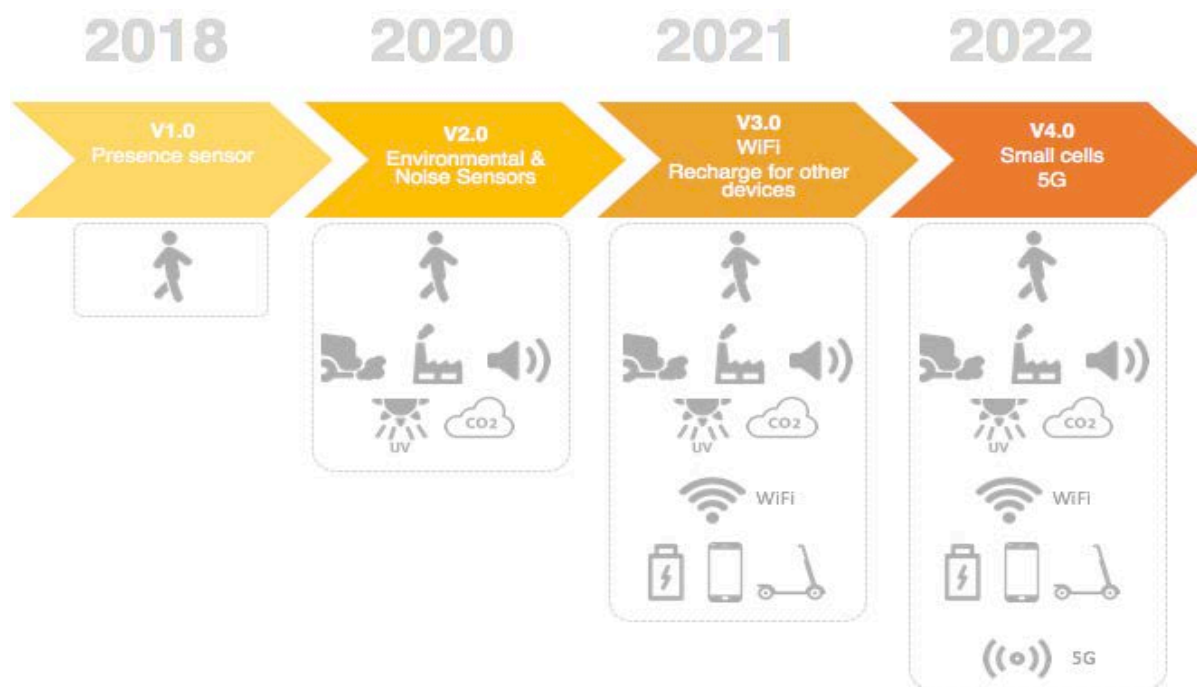 2018
2020
2021
2022
V1.0
Presence sensor
V2.0
Environmental &
Noise Sensors
V3.0
WiFi
Recharge for other
devices
V4.0
Small cells
5G
UV
CO2
UV
CO2
WiFi
UV
CO2
WiFi
5G